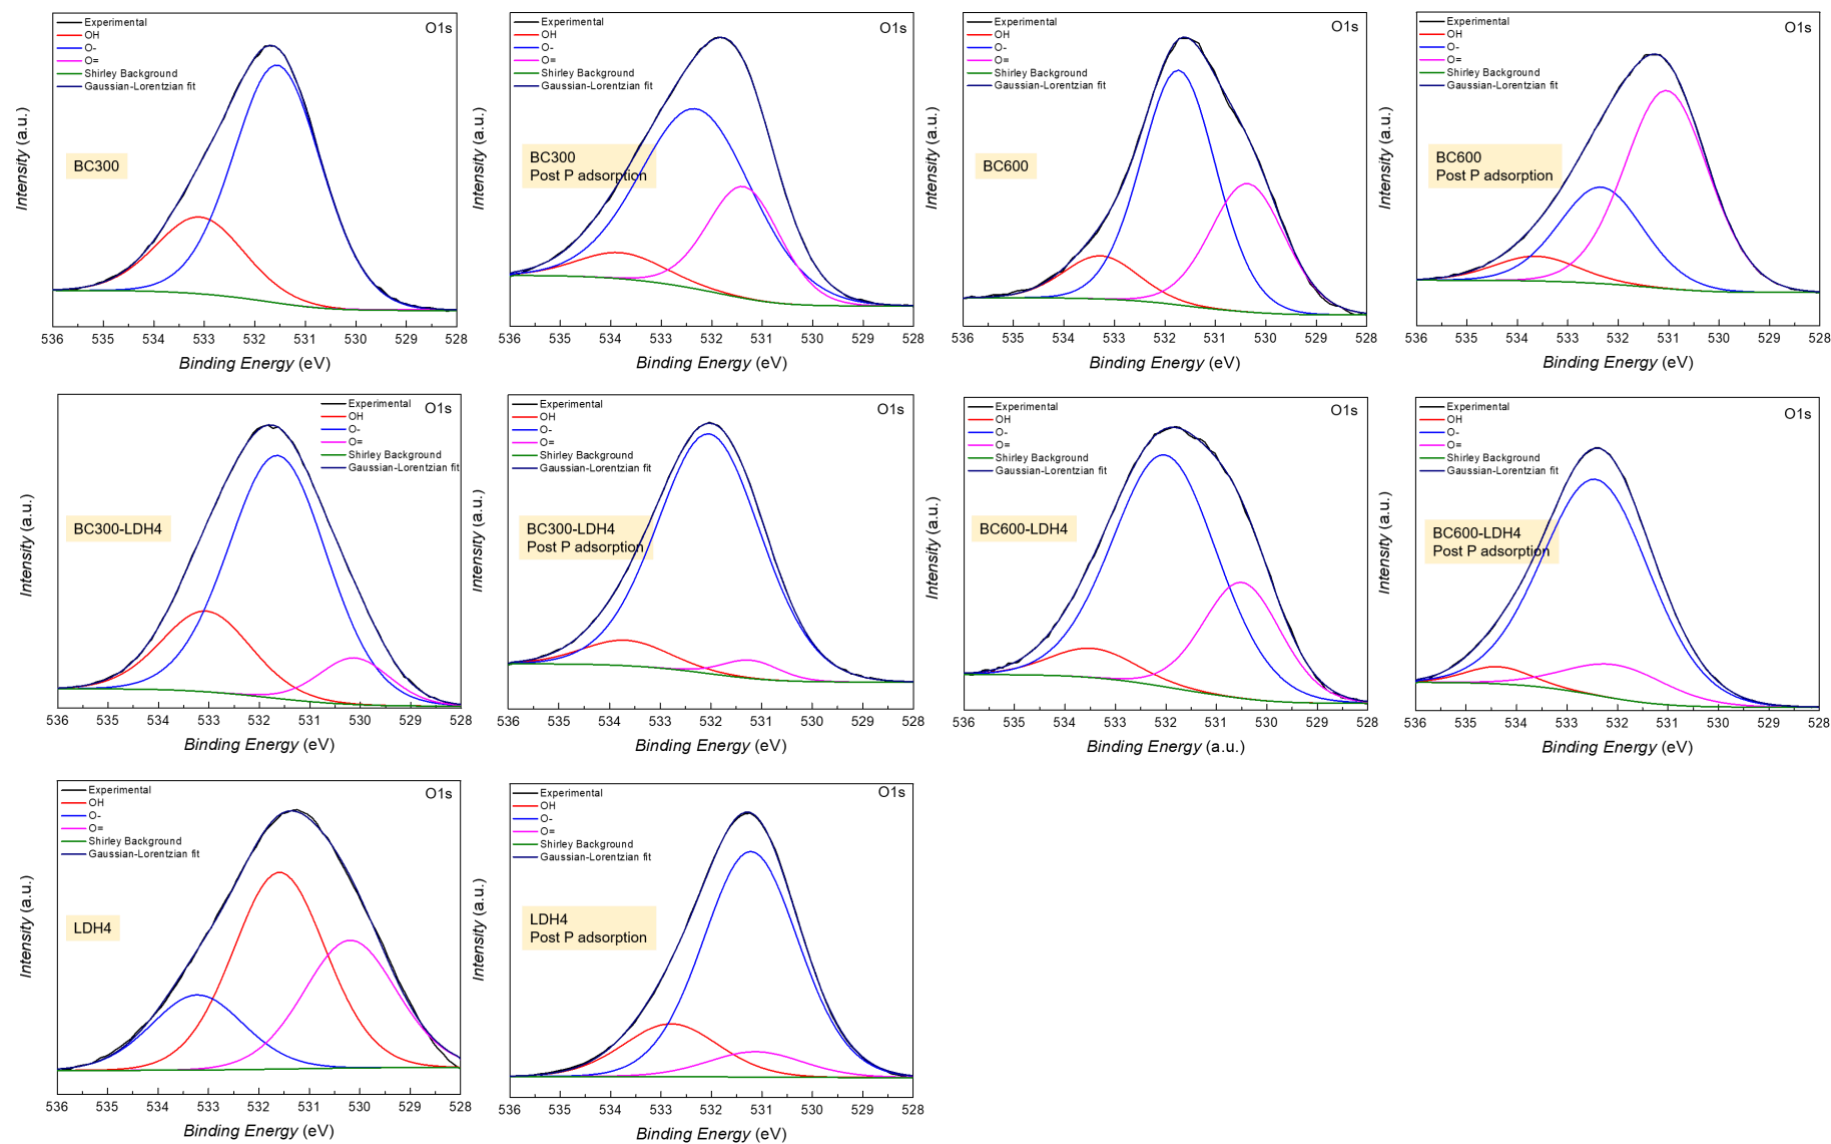 Experimental
OH
O-
O=
Shirley Background
Gaussian-Lorentzian fit
O1s
BC300
Intensity (a.u.)
536 535 534 533 532 531 530 529 528
Binding Energy (eV)
Experimental
OH
O-
O=
Shirley Background
Gaussian-Lorentzian fit
O1s
BC300
Post P adsorption
Intensity (a.u.)
536 535 534 533 532 531 530 529 528
Binding Energy (eV)
Experimental
OH
O-
O=
Shirley Background
Gaussian-Lorentzian fit
O1s
BC600
Intensity (a.u.)
536 535 534 533 532 531 530 529 528
Binding Energy (eV)
Experimental
OH
O-
O=
Shirley Background
Gaussian-Lorentzian fit
O1s
BC600
Post P adsorption
Intensity (a.u.)
536 535 534 533 532 531 530 529 528
Binding Energy (eV)
Experimental
OH
O-
O=
Shirley Background
Gaussian-Lorentzian fit
O1s
BC300-LDH4
Intensity (a.u.)
536 535 534 533 532 531 530 529 528
Binding Energy (eV)
Experimental
OH
O-
O=
Shirley Background
Gaussian-Lorentzian fit
O1s
BC300-LDH4
Post P adsorption
Intensity (a.u.)
536 535 534 533 532 531 530 529 528
Binding Energy (eV)
Experimental
OH
O-
O=
Shirley Background
Gaussian-Lorentzian fit
O1s
BC600-LDH4
Intensity (a.u.)
536 535 534 533 532 531 530 529 528
Binding Energy (a.u.)
Experimental
OH
O-
O=
Shirley Background
Gaussian-Lorentzian fit
O1s
BC600-LDH4
Post P adsorption
Intensity (a.u.)
536 535 534 533 532 531 530 529 528
Binding Energy (eV)
Experimental
OH
O-
O=
Shirley Background
Gaussian-Lorentzian fit
O1s
LDH4
Intensity (a.u.)
536 535 534 533 532 531 530 529 528
Binding Energy (eV)
Experimental
OH
O-
O=
Shirley Background
Gaussian-Lorentzian fit
O1s
LDH4
Post P adsorption
Intensity (a.u.)
536 535 534 533 532 531 530 529 528
Binding Energy (eV)